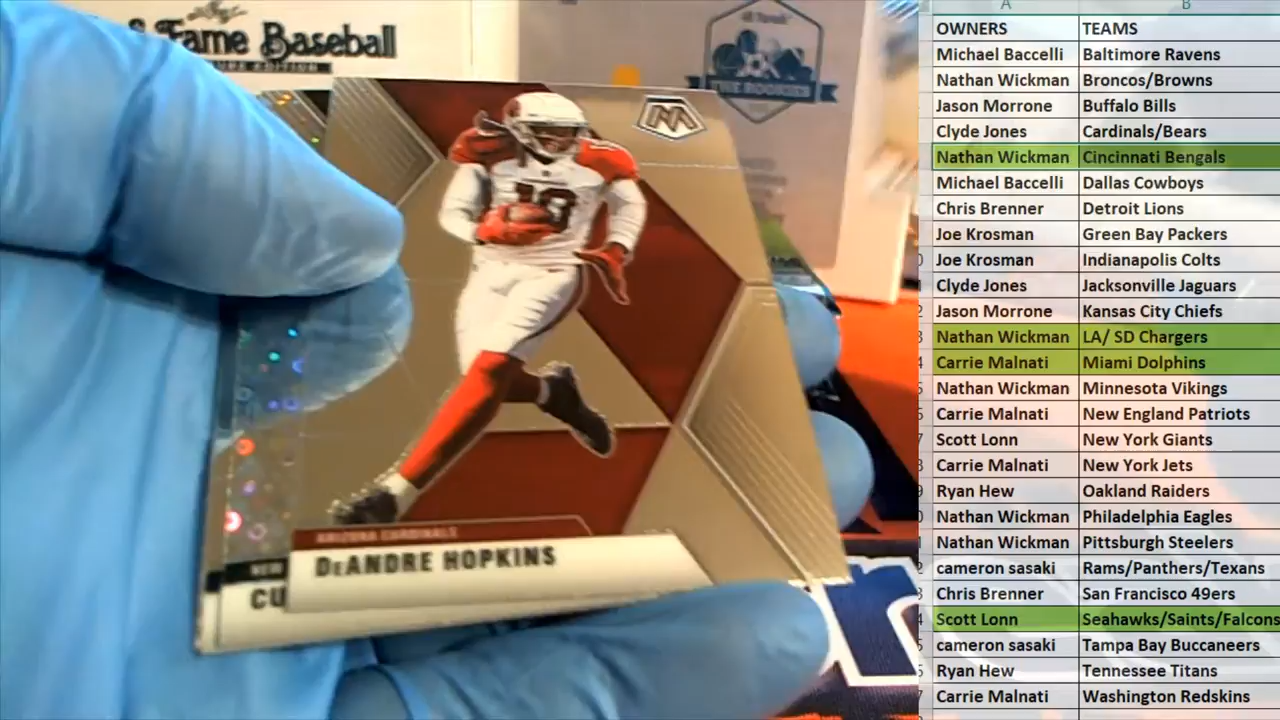 Fame Baseball
THE ROOKIES
M
10
ARIZONA CARDINALS
DeANDRE HOPKINS
NEW
CU
A B
OWNERS TEAMS
Michael Baccelli Baltimore Ravens
Nathan Wickman Broncos/Browns
Jason Morrone Buffalo Bills
Clyde Jones Cardinals/Bears
Nathan Wickman Cincinnati Bengals
Michael Baccelli Dallas Cowboys
Chris Brenner Detroit Lions
Joe Krosman Green Bay Packers
Joe Krosman Indianapolis Colts
Clyde Jones Jacksonville Jaguars
Jason Morrone Kansas City Chiefs
Nathan Wickman LA/ SD Chargers
Carrie Malnati Miami Dolphins
Nathan Wickman Minnesota Vikings
Carrie Malnati New England Patriots
Scott Lonn New York Giants
Carrie Malnati New York Jets
Ryan Hew Oakland Raiders
Nathan Wickman Philadelphia Eagles
Nathan Wickman Pittsburgh Steelers
cameron sasaki Rams/Panthers/Texans
Chris Brenner San Francisco 49ers
Scott Lonn Seahawks/Saints/Falcons
cameron sasaki Tampa Bay Buccaneers
Ryan Hew Tennessee Titans
Carrie Malnati Washington Redskins